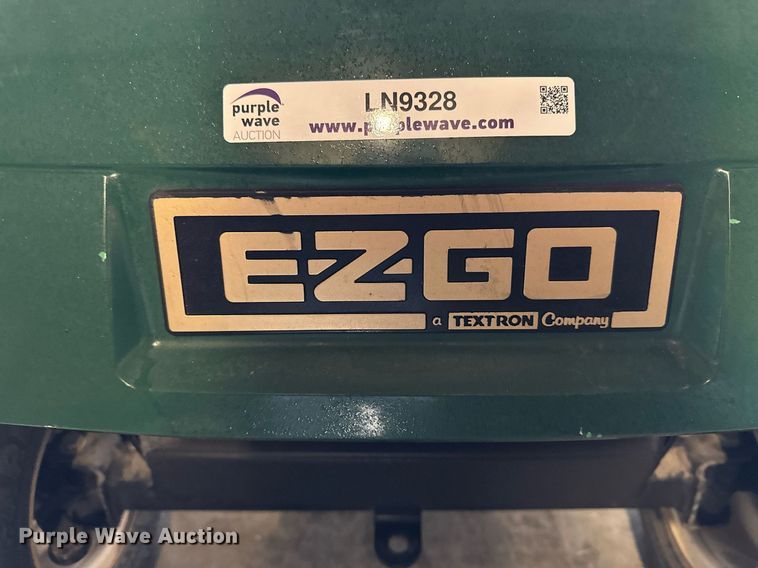 purple wave AUCTION
LN9328
www.purplewave.com
E-Z-GO
a TEXTRON Company
Purple Wave Auction